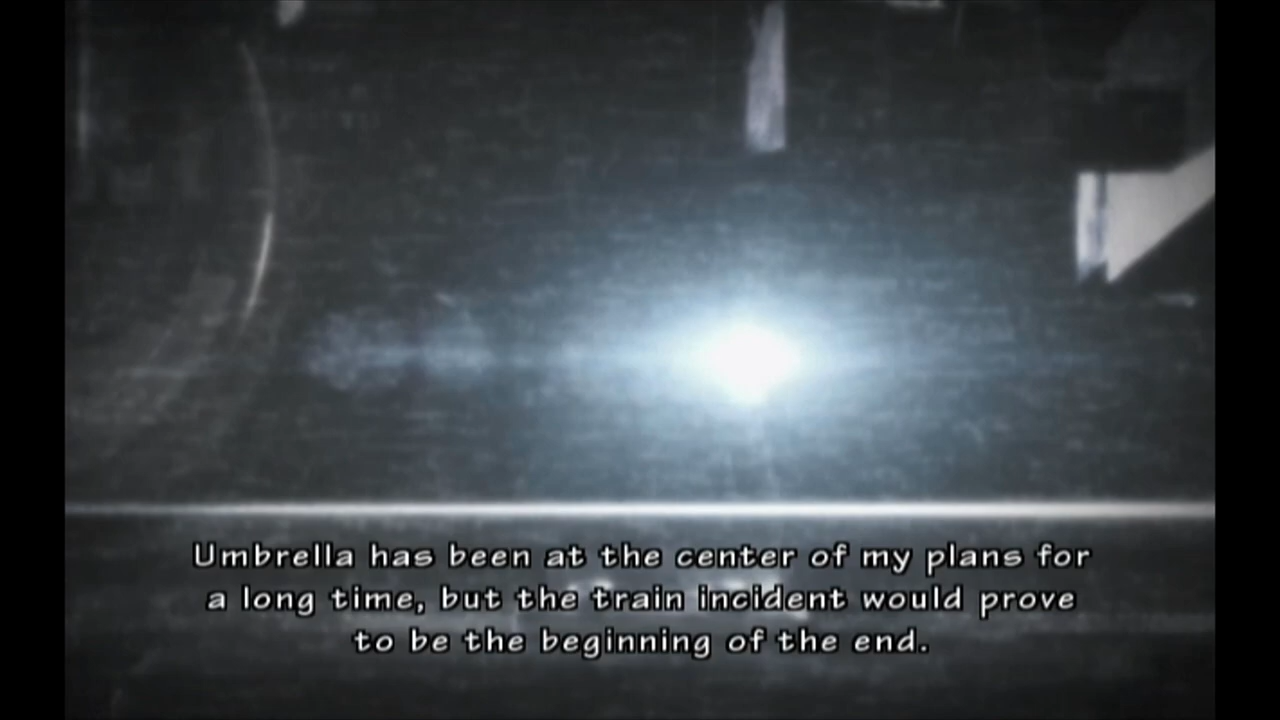 Umbrella has been at the center of my plans for
a long time, but the train incident would prove
to be the beginning of the end.